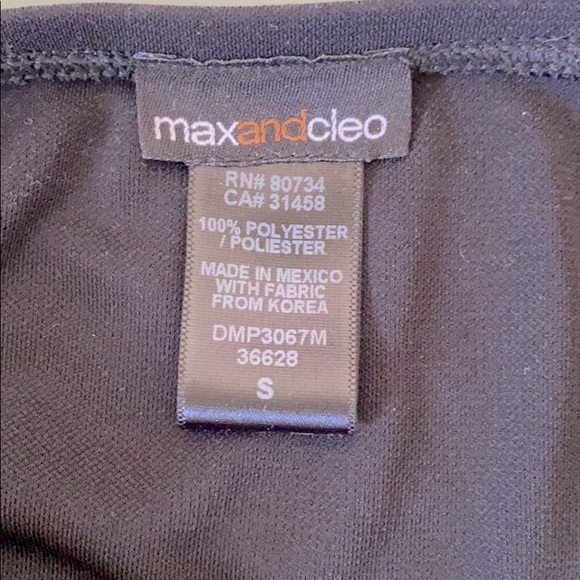 maxandcleo
RN# 80734
CA# 31458
100% POLYESTER
/ POLIESTER
MADE IN MEXICO
WITH FABRIC
FROM KOREA
DMP3067M
36628
S